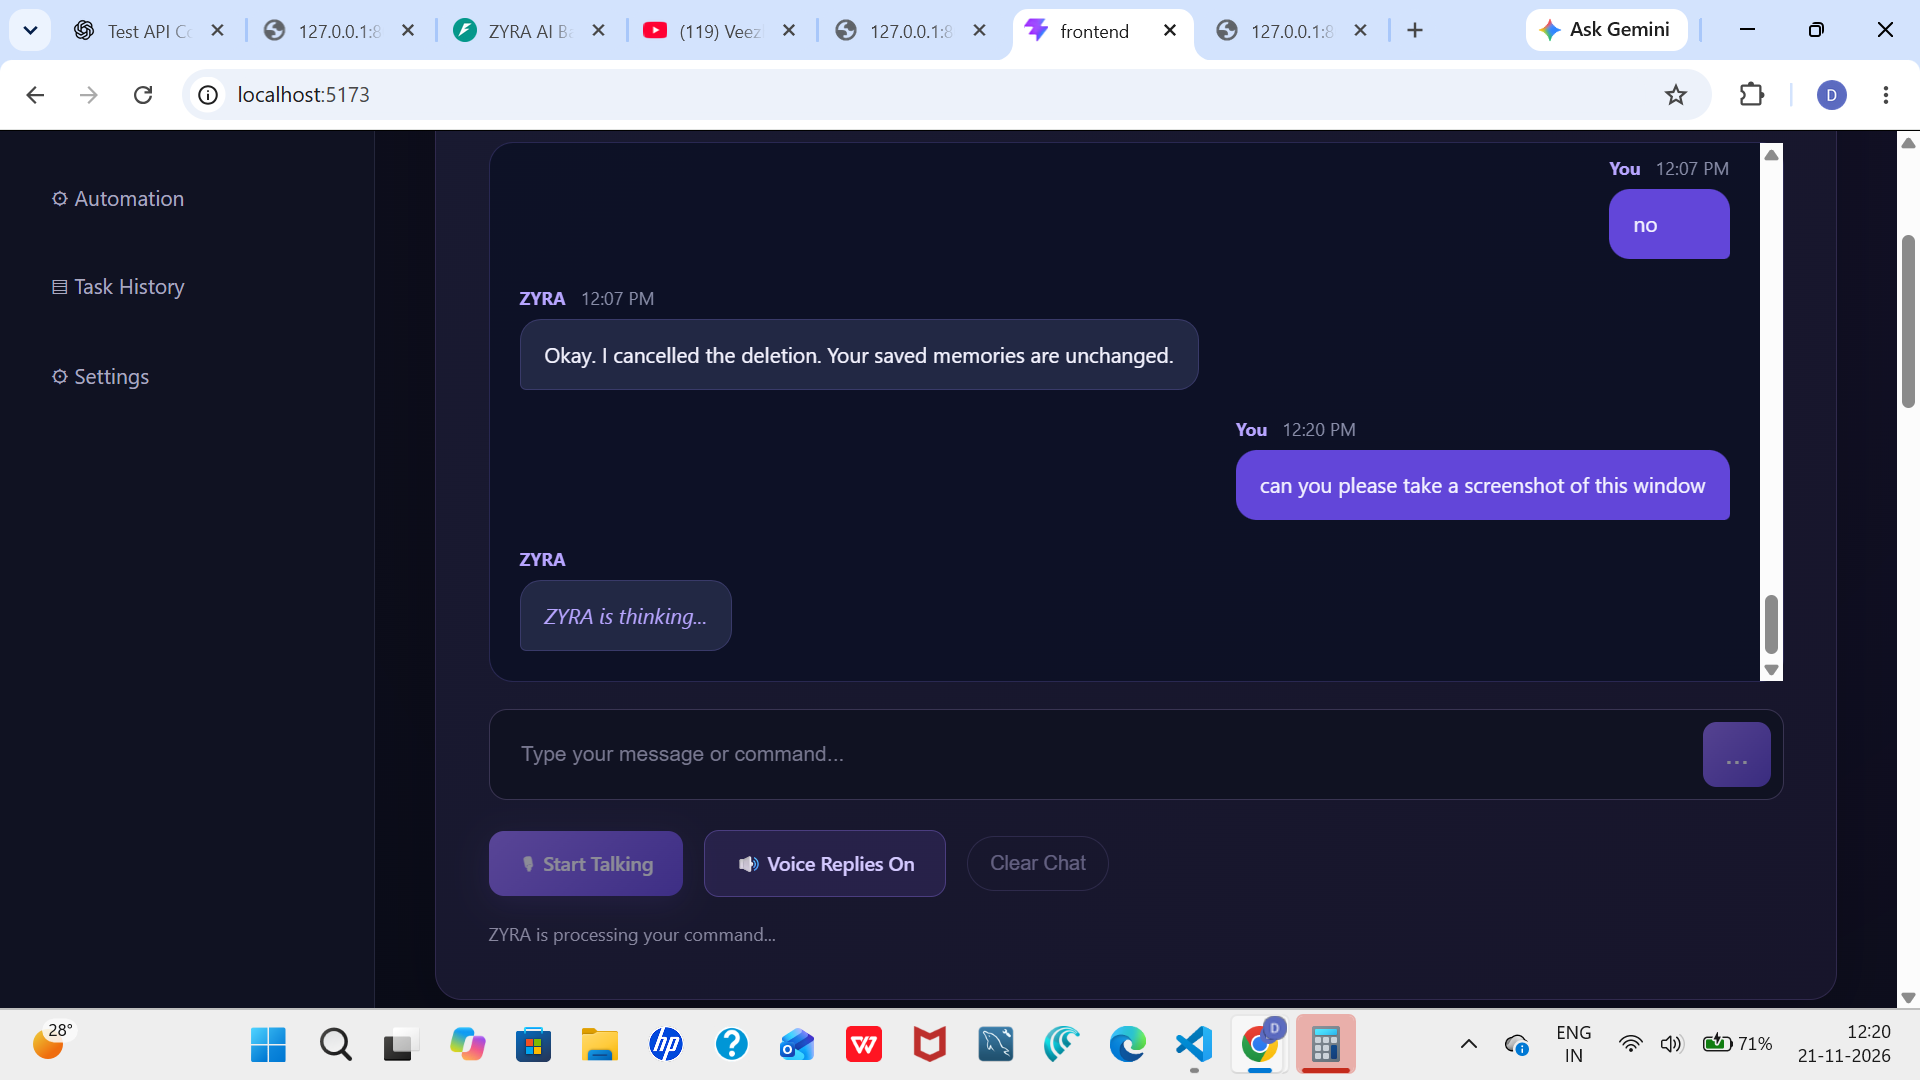 Test API Co
127.0.0.1:8
ZYRA AI Ba
(119) Veez
127.0.0.1:8
frontend
127.0.0.1:8
Ask Gemini
localhost:5173
D
Automation
Task History
Settings
You 12:07 PM
no
ZYRA 12:07 PM
Okay. I cancelled the deletion. Your saved memories are unchanged.
You 12:20 PM
can you please take a screenshot of this window
ZYRA
ZYRA is thinking...
Type your message or command...
...
Start Talking
Voice Replies On
Clear Chat
ZYRA is processing your command...
28°
hp
W
D
ENG
IN
71%
12:20
21-11-2026